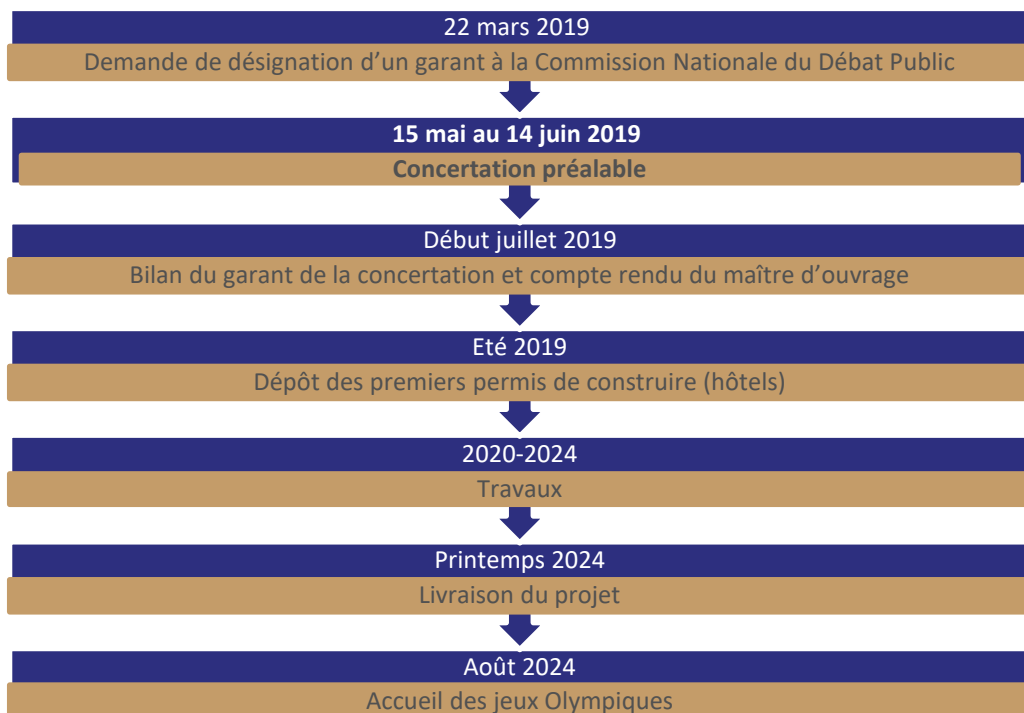 22 mars 2019
Demande de désignation d’un garant à la Commission Nationale du Débat Public
15 mai au 14 juin 2019
Concertation préalable
Début juillet 2019
Bilan du garant de la concertation et compte rendu du maître d’ouvrage
Eté 2019
Dépôt des premiers permis de construire (hôtels)
2020-2024
Travaux
Printemps 2024
Livraison du projet
Août 2024
Accueil des jeux Olympiques